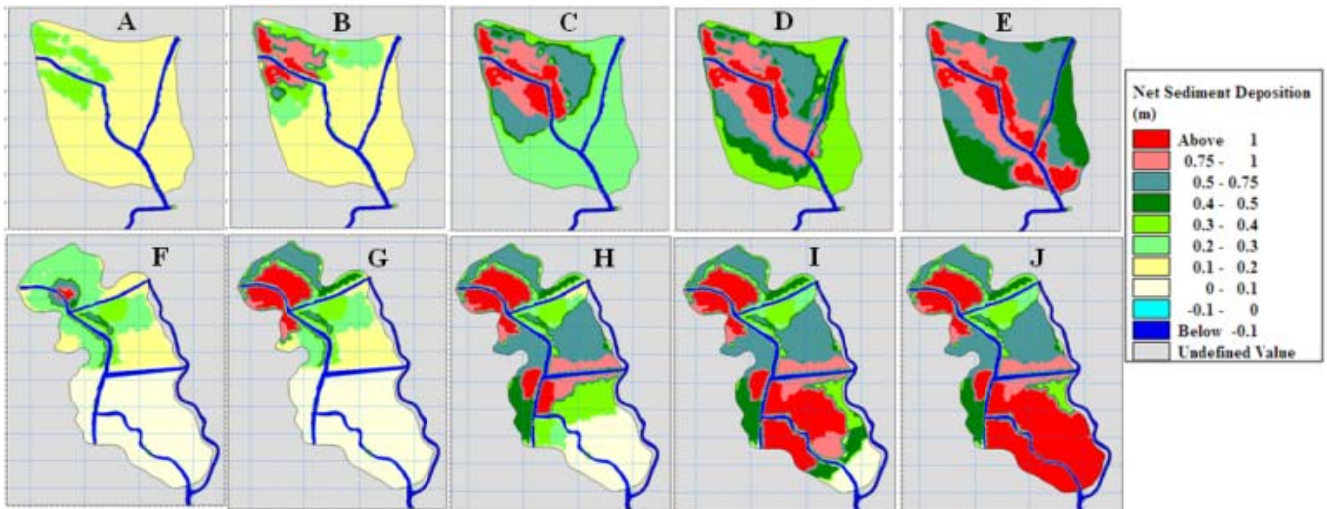 A
B
C
D
E
Net Sediment Deposition
(m)
Above 1
0.75 - 1
0.5 - 0.75
0.4 - 0.5
0.3 - 0.4
0.2 - 0.3
0.1 - 0.2
0 - 0.1
-0.1 - 0
Below -0.1
Undefined Value
F
G
H
I
J